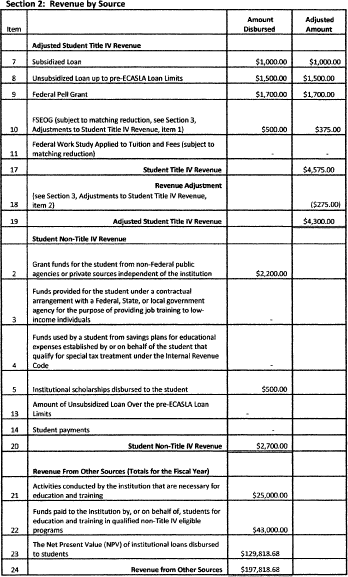 Section 2: Revenue by Source
Item Amount Disbursed Adjusted Amount
Adjusted Student Title IV Revenue
7 Subsidized Loan $1,000.00 $1,000.00
8 Unsubsidized Loan up to pre-ECASLA Loan Limits $1,500.00 $1,500.00
9 Federal Pell Grant $1,700.00 $1,700.00
FSEOG (subject to matching reduction, see Section 3,
10 Adjustments to Student Title IV Revenue, item 1) $500.00 $375.00
Federal Work Study Applied to Tuition and Fees (subject to
11 matching reduction) - -
17 Student Title IV Revenue $4,575.00
Revenue Adjustment
(see Section 3, Adjustments to Student Title IV Revenue,
18 item 2) ($275.00)
19 Adjusted Student Title IV Revenue $4,300.00
Student Non-Title IV Revenue
Grant funds for the student from non-Federal public
2 agencies or private sources independent of the institution $2,200.00
Funds provided for the student under a contractual
arrangement with a Federal, State, or local government
agency for the purpose of providing job training to low-
3 income individuals -
Funds used by a student from savings plans for educational
expenses established by or on behalf of the student that
qualify for special tax treatment under the Internal Revenue
4 Code -
5 Institutional scholarships disbursed to the student $500.00
Amount of Unsubsidized Loan Over the pre-ECASLA Loan
13 Limits -
14 Student payments -
20 Student Non-Title IV Revenue $2,700.00
Revenue From Other Sources (Totals for the Fiscal Year)
Activities conducted by the institution that are necessary for
21 education and training $25,000.00
Funds paid to the institution by, or on behalf of, students for
education and training in qualified non-Title IV eligible
22 programs $43,000.00
The Net Present Value (NPV) of institutional loans disbursed
23 to students $129,818.68
24 Revenue from Other Sources $197,818.68